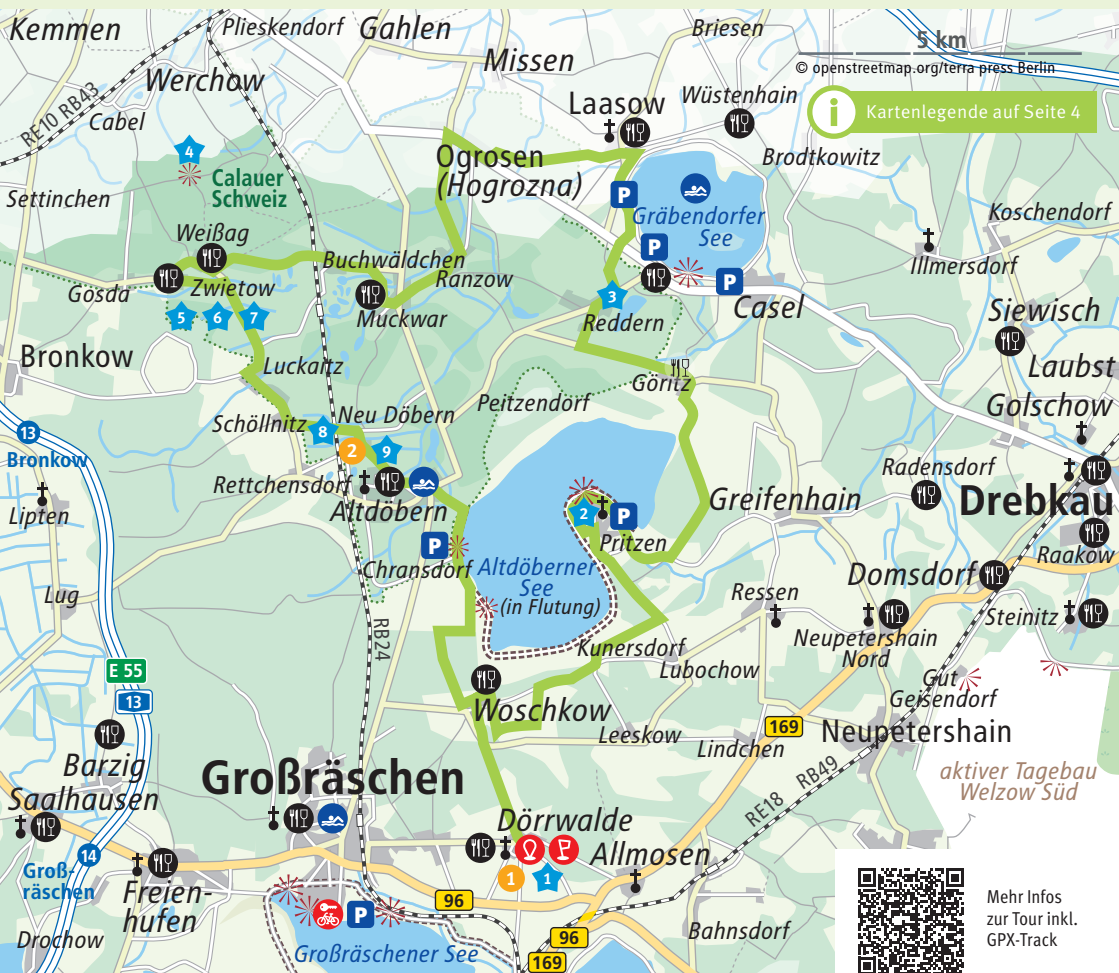 Kemmen
Plieskendorf
Gahlen
Briesen
5 km
Missen
© openstreetmap.org/terra press Berlin
Werchow
Laasow
Wüstenhain
i Kartenlegende auf Seite 4
RE10 RB43
Cabel
4
Ogrosen
(Hogrozna)
Brodtkowitz
Calauer
Schweiz
P
Settinchen
Gräbendorfer
See
Koschendorf
Weißag
P
Illmersdorf
Buchwäldchen
Ranzow
P
Gosda
Zwietow
3
Casel
Siewisch
5 6 7
Muckwar
Reddern
Bronkow
Luckaitz
Göritz
Laubst
Peitzendorf
Golschow
13
Bronkow
Schöllnitz
8
Neu Döbern
2
9
Radensdorf
Rettchensdorf
Greifenhain
Drebkau
Lipten
Altdöbern
2
P
Pritzen
Raakow
P
Chransdorf
Altdöberner
See
(in Flutung)
Domsdorf
Lug
Ressen
Steinitz
RB24
Kunersdorf
Neupetershain
Nord
Lubochow
E 55
13
Gut
Geisendorf
Woschkow
Leeskow
169
Lindchen
Neupetershain
Barzig
Großräschen
RB49
aktiver Tagebau
Welzow Süd
Saalhausen
RE18
Dörrwalde
Allmosen
14
Groß-
räschen
Freien-
hufen
1
1
96
P
Mehr Infos
zur Tour inkl.
GPX-Track
Drochow
Großräschener See
96
Bahnsdorf
169